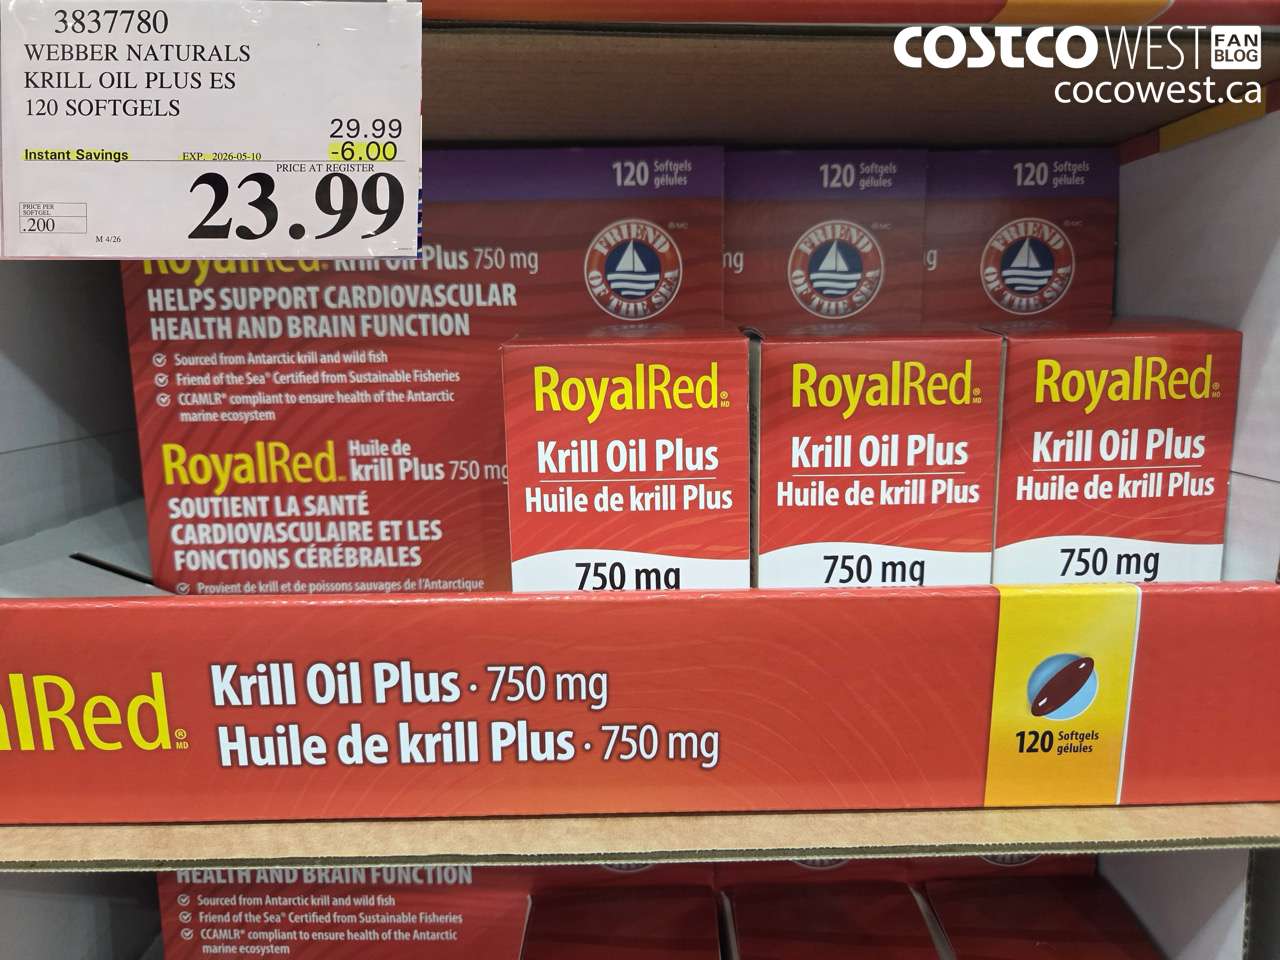 3837780
WEBBER NATURALS
KRILL OIL PLUS ES
120 SOFTGELS
29.99
Instant Savings EXP. 2026-05-10 -6.00
PRICE AT REGISTER
23.99
PRICE PER
SOFTGEL
.200
M 4/26
COSTCO WEST FAN BLOG
cocowest.ca
120 Softgels gélules
120 Softgels gélules
120 Softgels gélules
FRIEND OF THE SEA
FRIEND OF THE SEA
FRIEND OF THE SEA
RoyalRed® Krill Oil Plus 750 mg
HELPS SUPPORT CARDIOVASCULAR
HEALTH AND BRAIN FUNCTION
Sourced from Antarctic krill and wild fish
Friend of the Sea® Certified from Sustainable Fisheries
CCAMLR® compliant to ensure health of the Antarctic
marine ecosystem
RoyalRed Huile de krill Plus 750 mg
SOUTIENT LA SANTÉ
CARDIOVASCULAIRE ET LES
FONCTIONS CÉRÉBRALES
Provient de krill et de poissons sauvages de l'Antarctique
mg
g
RoyalRed® MD
Krill Oil Plus
Huile de krill Plus
750 mg
RoyalRed® MD
Krill Oil Plus
Huile de krill Plus
750 mg
RoyalRed® MD
Krill Oil Plus
Huile de krill Plus
750 mg
alRed® MD
Krill Oil Plus · 750 mg
Huile de krill Plus · 750 mg
120 Softgels gélules
HEALTH AND BRAIN FUNCTION
Sourced from Antarctic krill and wild fish
Friend of the Sea® Certified from Sustainable Fisheries
CCAMLR® compliant to ensure health of the Antarctic
marine ecosystem